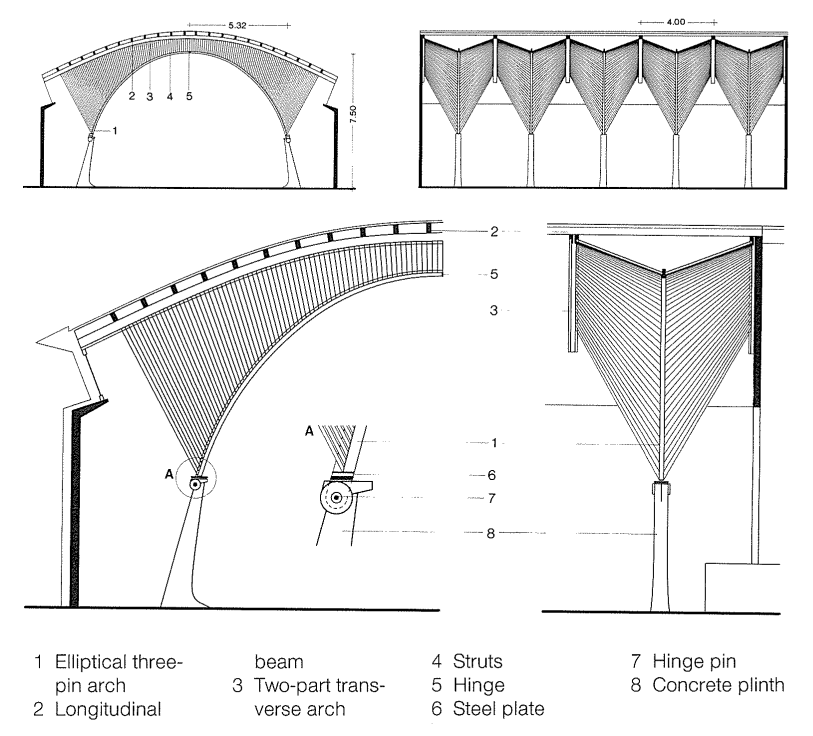 5.32
4.00
2 3 4 5
7.50
1
2
5
3
A
A
1
6
7
8
1 Elliptical three-
pin arch
2 Longitudinal
beam
3 Two-part trans-
verse arch
4 Struts
5 Hinge
6 Steel plate
7 Hinge pin
8 Concrete plinth